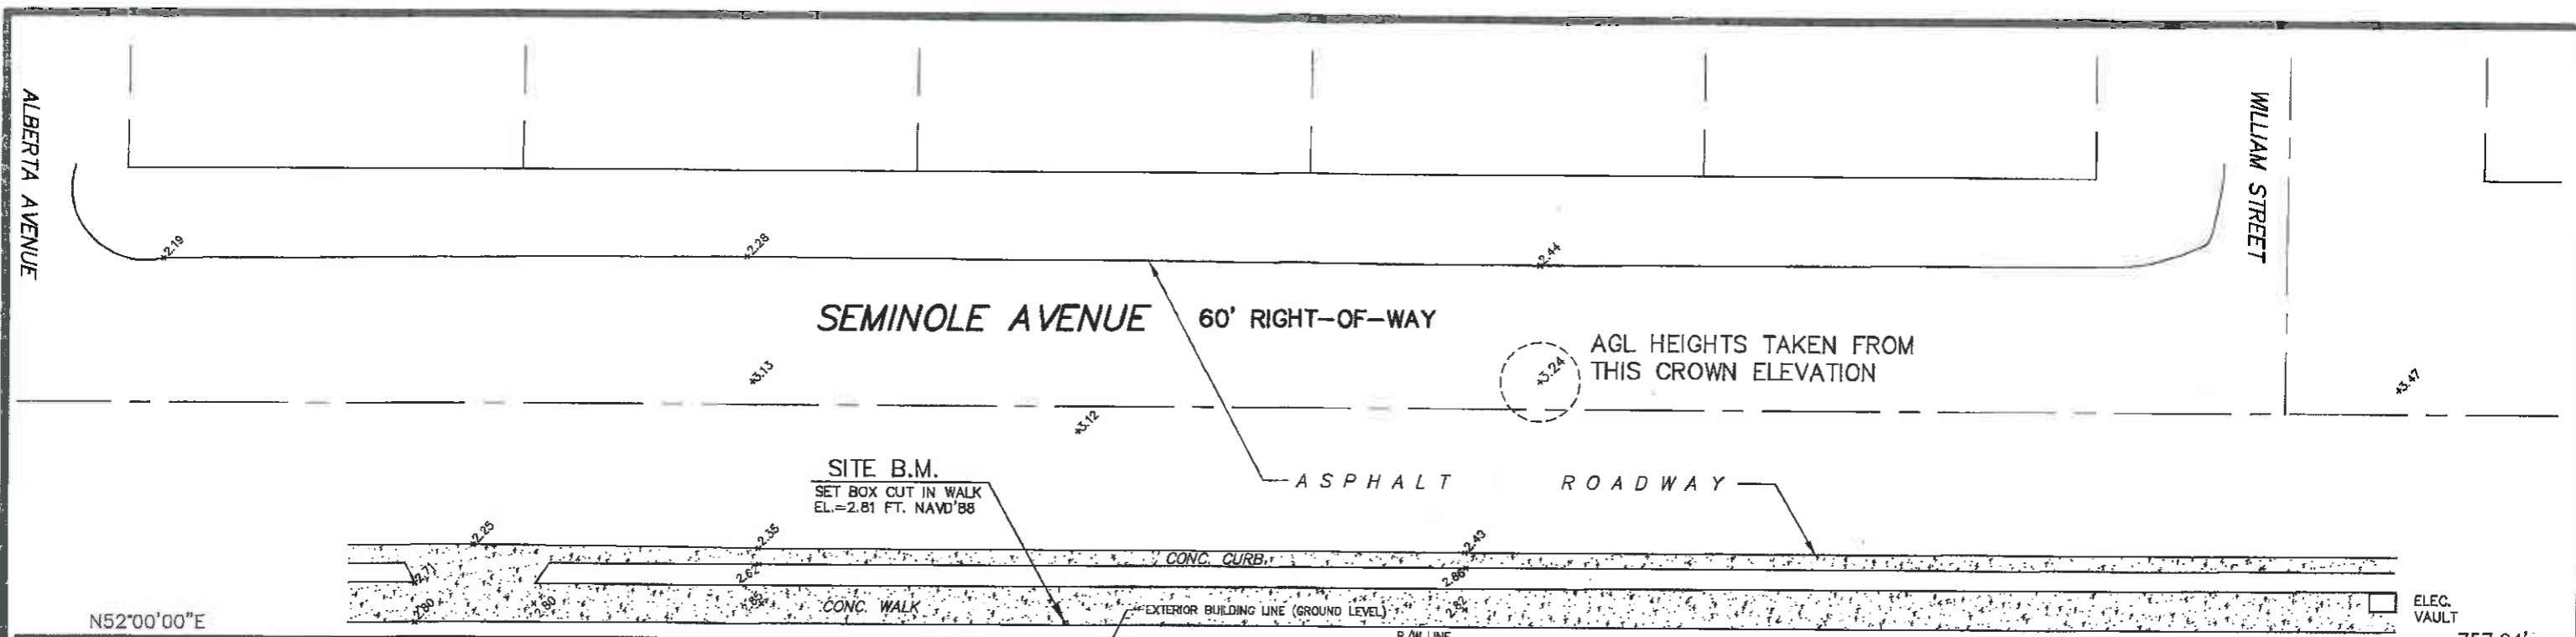 ALBERTA AVENUE
WILLIAM STREET
2.19
2.28
2.44
SEMINOLE AVENUE 60' RIGHT-OF-WAY
AGL HEIGHTS TAKEN FROM
THIS CROWN ELEVATION
3.13
3.24
3.47
3.12
SITE B.M.
SET BOX CUT IN WALK
EL.=2.81 FT. NAVD'88
ASPHALT ROADWAY
2.25
2.35
2.43
CONC. CURB
2.71
2.62
2.86
2.80
2.80
2.85
CONC. WALK
EXTERIOR BUILDING LINE (GROUND LEVEL)
2.92
ELEC.
VAULT
N52°00'00"E
R/W LINE